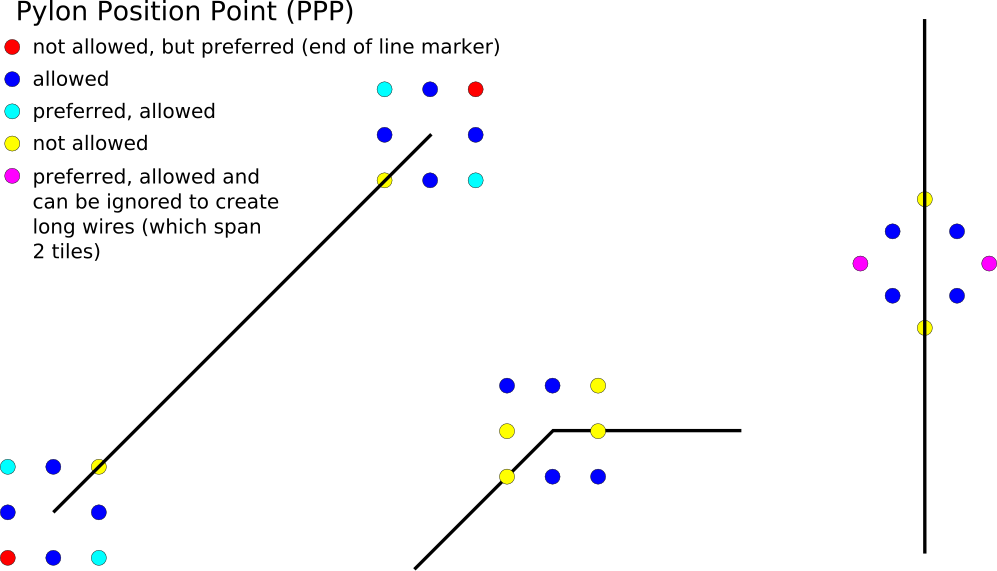 Pylon Position Point (PPP)
not allowed, but preferred (end of line marker)
allowed
preferred, allowed
not allowed
preferred, allowed and
can be ignored to create
long wires (which span
2 tiles)